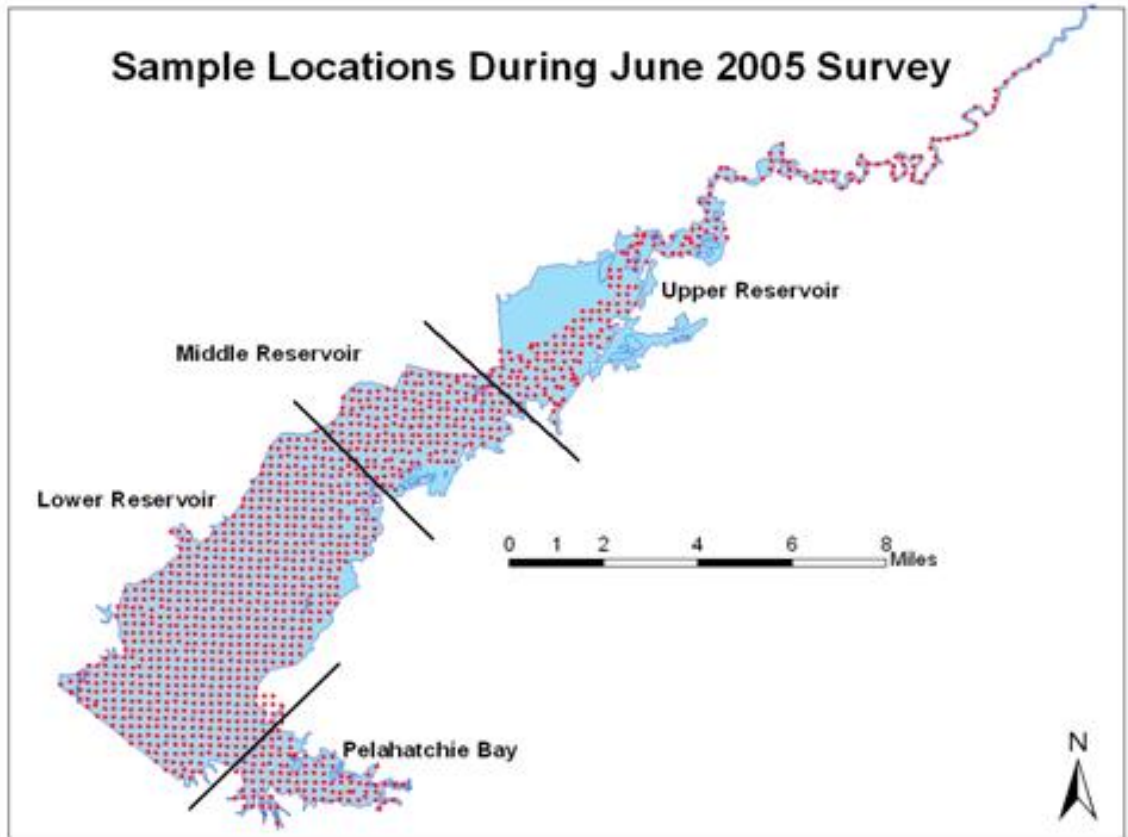 Sample Locations During June 2005 Survey
Upper Reservoir
Middle Reservoir
Lower Reservoir
0 1 2 4 6 8
Miles
Pelahatchie Bay
N